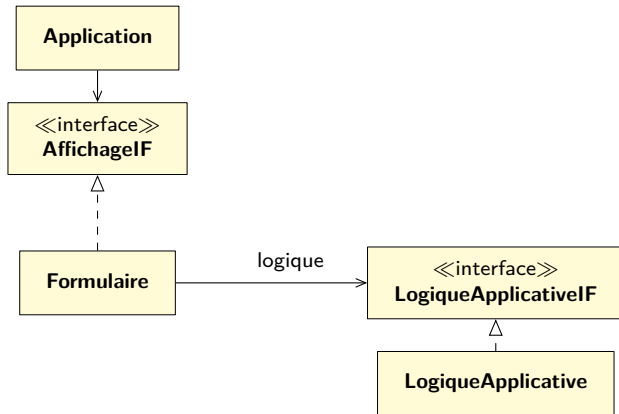 Application
≪interface≫
AffichageIF
Formulaire
logique
≪interface≫
LogiqueApplicativeIF
LogiqueApplicative